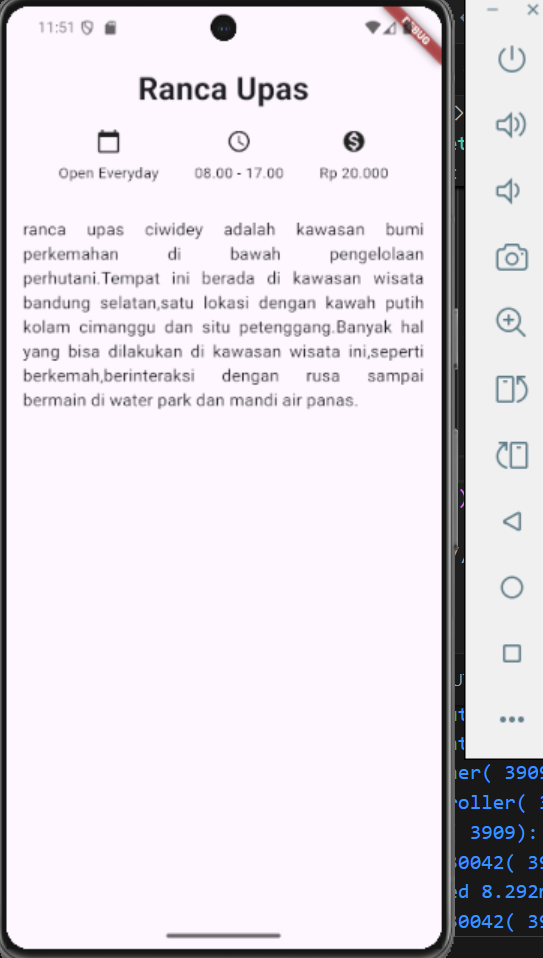 11:51
DEBUG
Ranca Upas
Open Everyday 08.00 - 17.00 Rp 20.000
ranca upas ciwidey adalah kawasan bumi
perkemahan di bawah pengelolaan
perhutani.Tempat ini berada di kawasan wisata
bandung selatan,satu lokasi dengan kawah putih
kolam cimanggu dan situ petenggang.Banyak hal
yang bisa dilakukan di kawasan wisata ini,seperti
berkemah,berinteraksi dengan rusa sampai
bermain di water park dan mandi air panas.
er( 3909
roller( 3
3909):
30042( 39
ed 8.292
30042( 39